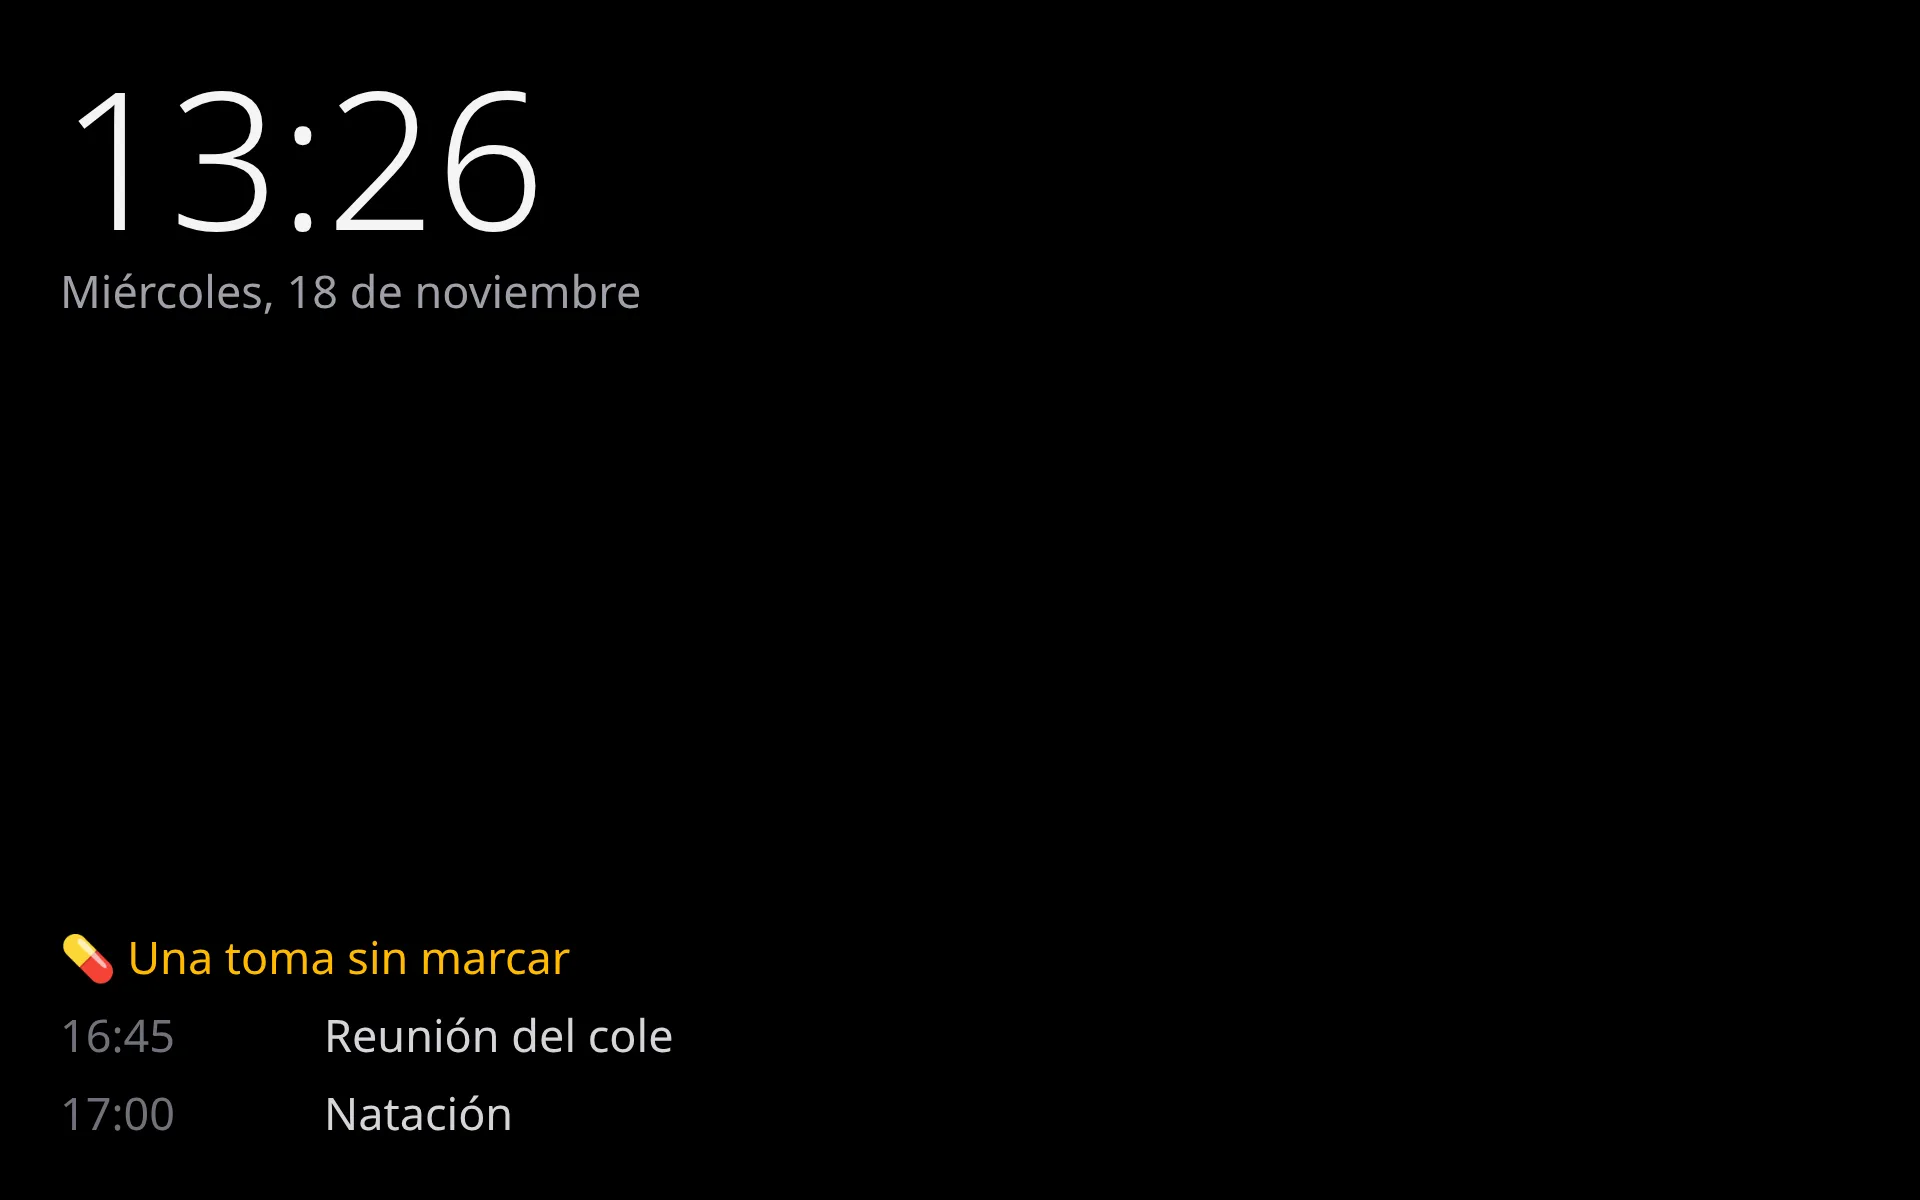 13:26
Miércoles, 18 de noviembre
💊 Una toma sin marcar
16:45 Reunión del cole
17:00 Natación